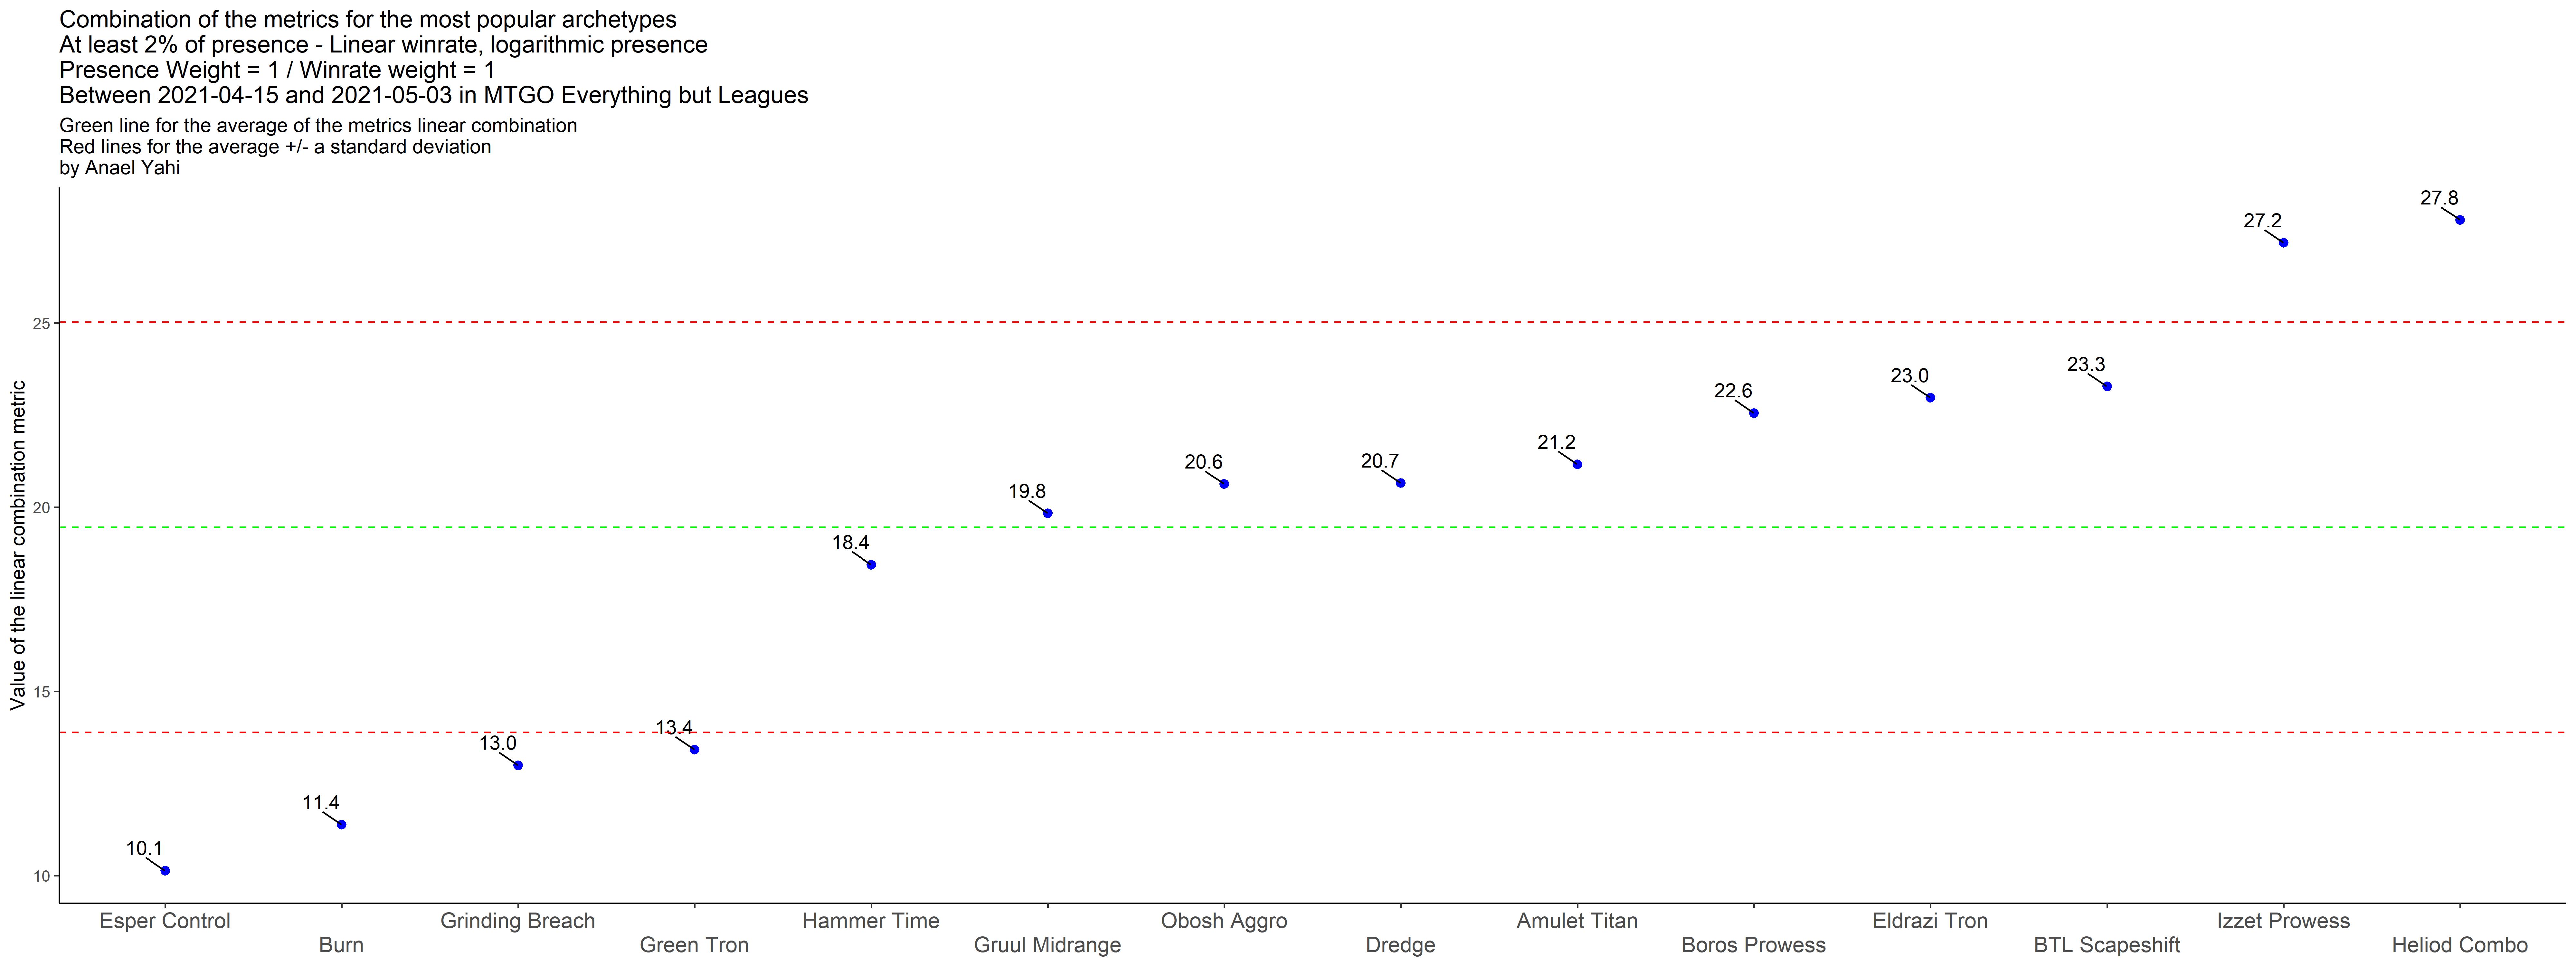 Combination of the metrics for the most popular archetypes
At least 2% of presence - Linear winrate, logarithmic presence
Presence Weight = 1 / Winrate weight = 1
Between 2021-04-15 and 2021-05-03 in MTGO Everything but Leagues
Green line for the average of the metrics linear combination
Red lines for the average +/- a standard deviation
by Anael Yahi
Value of the linear combination metric
25
20
15
10
10.1
11.4
13.0
13.4
18.4
19.8
20.6
20.7
21.2
22.6
23.0
23.3
27.2
27.8
Esper Control
Burn
Grinding Breach
Green Tron
Hammer Time
Gruul Midrange
Obosh Aggro
Dredge
Amulet Titan
Boros Prowess
Eldrazi Tron
BTL Scapeshift
Izzet Prowess
Heliod Combo